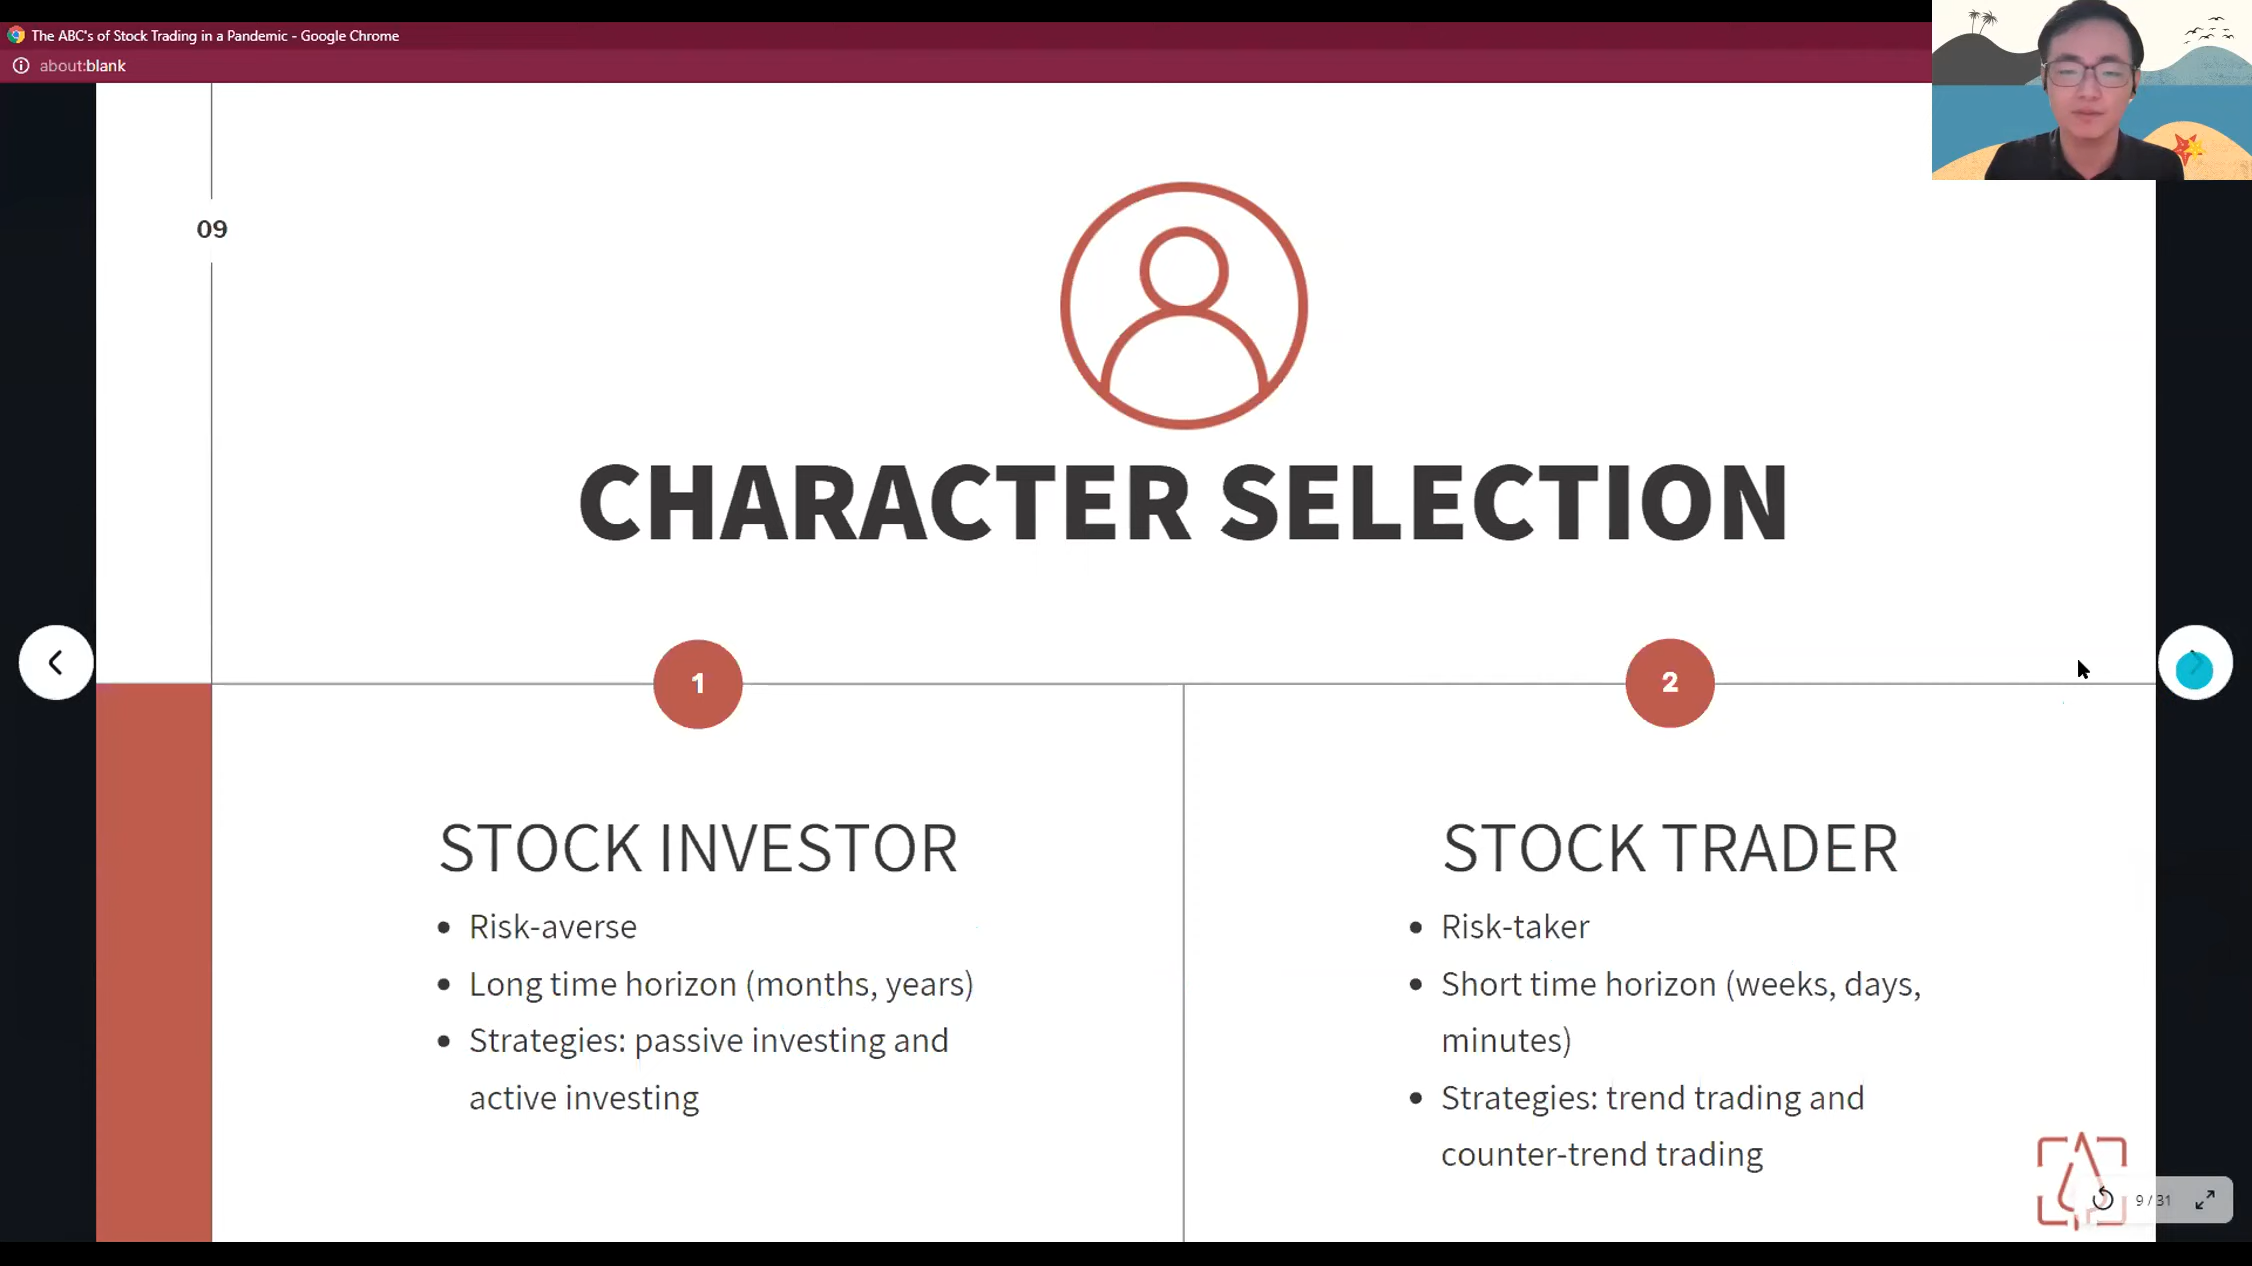 The ABC's of Stock Trading in a Pandemic - Google Chrome
about:blank
09
CHARACTER SELECTION
1
STOCK INVESTOR
• Risk-averse
• Long time horizon (months, years)
• Strategies: passive investing and
active investing
2
STOCK TRADER
• Risk-taker
• Short time horizon (weeks, days,
minutes)
• Strategies: trend trading and
counter-trend trading
9 / 31